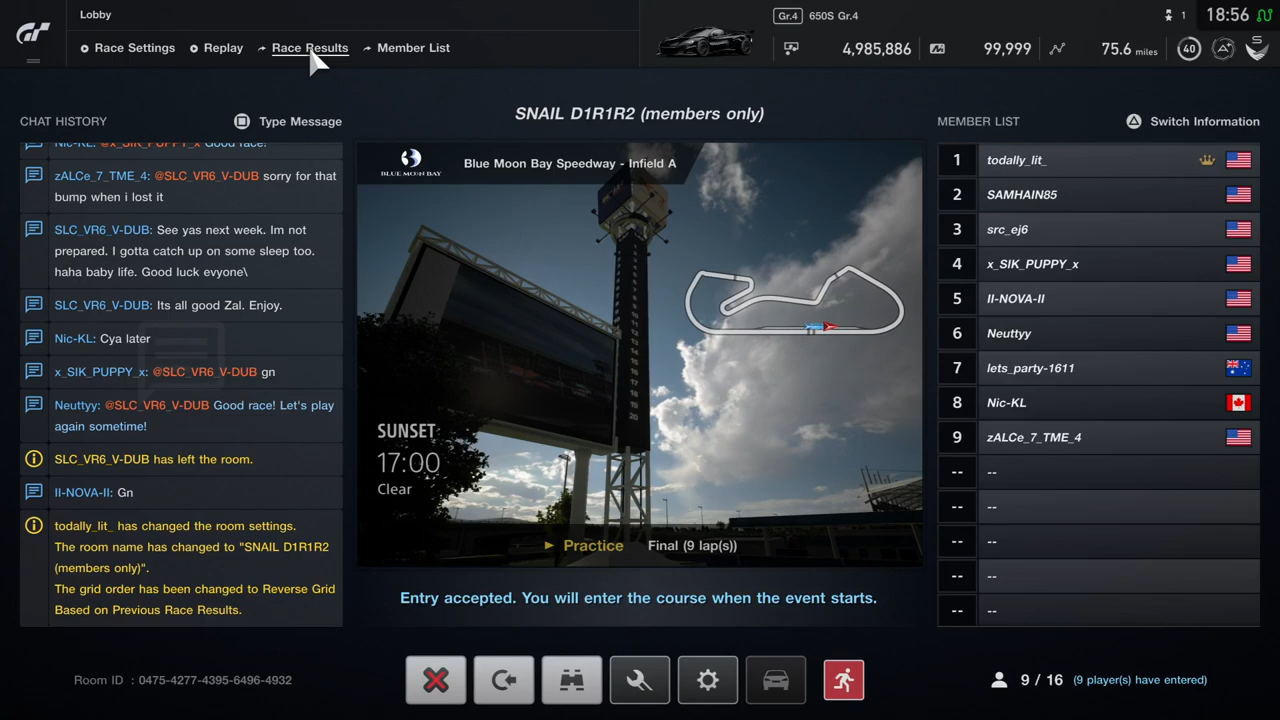 Lobby
Race Settings
Replay
Race Results
Member List
Gr.4
650S Gr.4
4,985,886
99,999
75.6 miles
40
1
18:56
S
CHAT HISTORY
Type Message
Nic-KL: @x_SIK_PUPPY_x Good race!
zALCe_7_TME_4: @SLC_VR6_V-DUB sorry for that
bump when i lost it
SLC_VR6_V-DUB: See yas next week. Im not
prepared. I gotta catch up on some sleep too.
haha baby life. Good luck evyone\
SLC_VR6_V-DUB: Its all good Zal. Enjoy.
Nic-KL: Cya later
x_SIK_PUPPY_x: @SLC_VR6_V-DUB gn
Neuttyy: @SLC_VR6_V-DUB Good race! Let's play
again sometime!
SLC_VR6_V-DUB has left the room.
II-NOVA-II: Gn
todally_lit_ has changed the room settings.
The room name has changed to "SNAIL D1R1R2
(members only)".
The grid order has been changed to Reverse Grid
Based on Previous Race Results.
SNAIL D1R1R2 (members only)
BLUE MOON BAY
Blue Moon Bay Speedway - Infield A
SUNSET
17:00
Clear
Practice
Final (9 lap(s))
Entry accepted. You will enter the course when the event starts.
MEMBER LIST
Switch Information
1 todally_lit_
2 SAMHAIN85
3 src_ej6
4 x_SIK_PUPPY_x
5 II-NOVA-II
6 Neuttyy
7 lets_party-1611
8 Nic-KL
9 zALCe_7_TME_4
-- --
-- --
-- --
-- --
-- --
Room ID : 0475-4277-4395-6496-4932
9 / 16 (9 player(s) have entered)